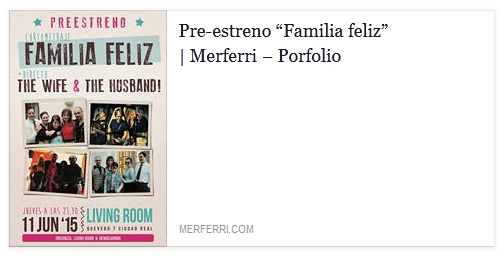 PREESTRENO
CORTOMETRAJE
FAMILIA FELIZ
+ DIRECTO
THE WIFE & THE HUSBAND!
JUEVES A LAS 21:30
11 JUN '15
LIVING ROOM
QUEVEDO 7 CIUDAD REAL
ORGANIZA: LIVING ROOM & HEMOGLOBINA
Pre-estreno “Familia feliz”
| Merferri – Porfolio
MERFERRI.COM